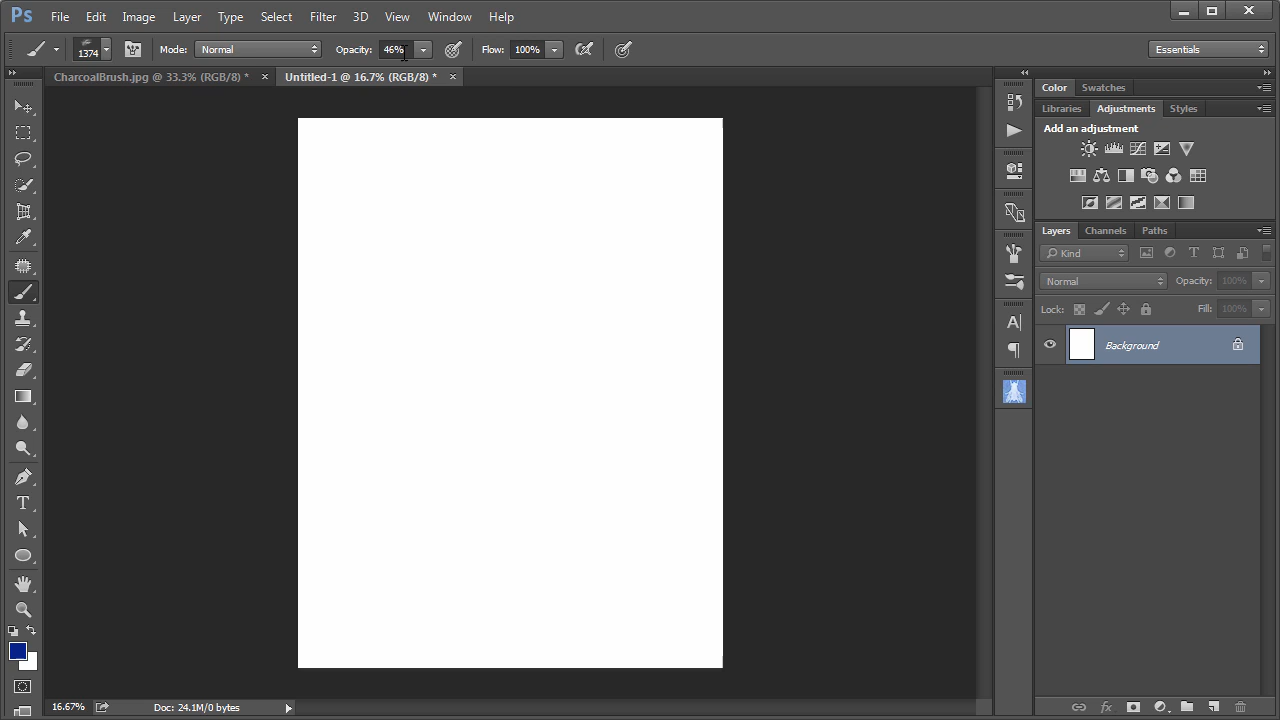 Ps File Edit Image Layer Type Select Filter 3D View Window Help
1374 Mode: Normal Opacity: 46% Flow: 100% Essentials
CharcoalBrush.jpg @ 33.3% (RGB/8) * Untitled-1 @ 16.7% (RGB/8) *
Color Swatches
Libraries Adjustments Styles
Add an adjustment
Layers Channels Paths
Kind
Normal Opacity: 100%
Lock: Fill: 100%
Background
16.67% Doc: 24.1M/0 bytes